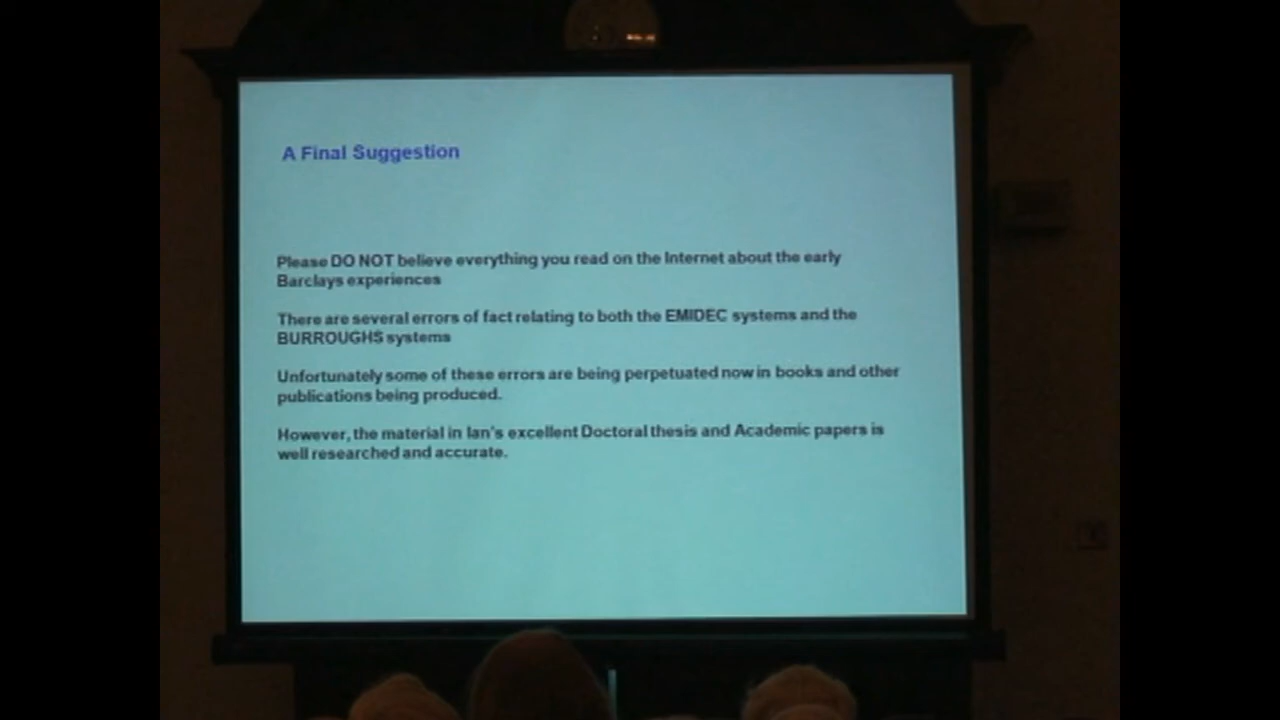 A Final Suggestion
Please DO NOT believe everything you read on the Internet about the early
Barclays experiences
There are several errors of fact relating to both the EMIDEC systems and the
BURROUGHS systems
Unfortunately some of these errors are being perpetuated now in books and other
publications being produced.
However, the material in Ian's excellent Doctoral thesis and Academic papers is
well researched and accurate.